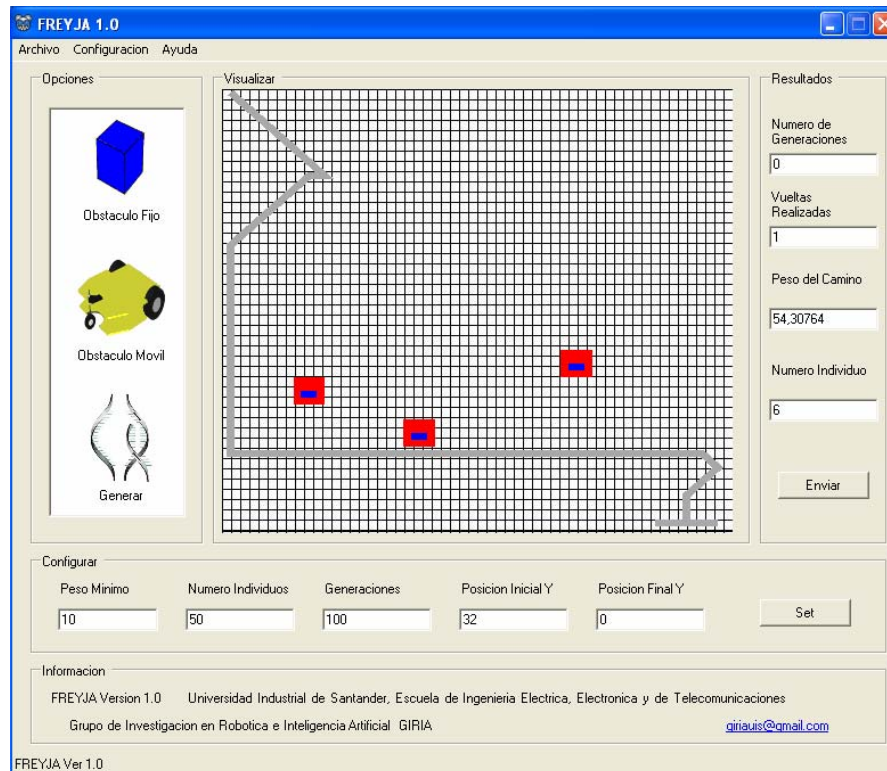 FREYJA 1.0
Archivo Configuracion Ayuda
Opciones
Obstaculo Fijo
Obstaculo Movil
Generar
Visualizar
Resultados
Numero de
Generaciones
0
Vueltas
Realizadas
1
Peso del Camino
54,30764
Numero Individuo
6
Enviar
Configurar
Peso Minimo Numero Individuos Generaciones Posicion Inicial Y Posicion Final Y
10 50 100 32 0
Set
Informacion
FREYJA Version 1.0 Universidad Industrial de Santander, Escuela de Ingenieria Electrica, Electronica y de Telecomunicaciones
Grupo de Investigacion en Robotica e Inteligencia Artificial GIRIA giriauis@gmail.com
FREYJA Ver 1.0